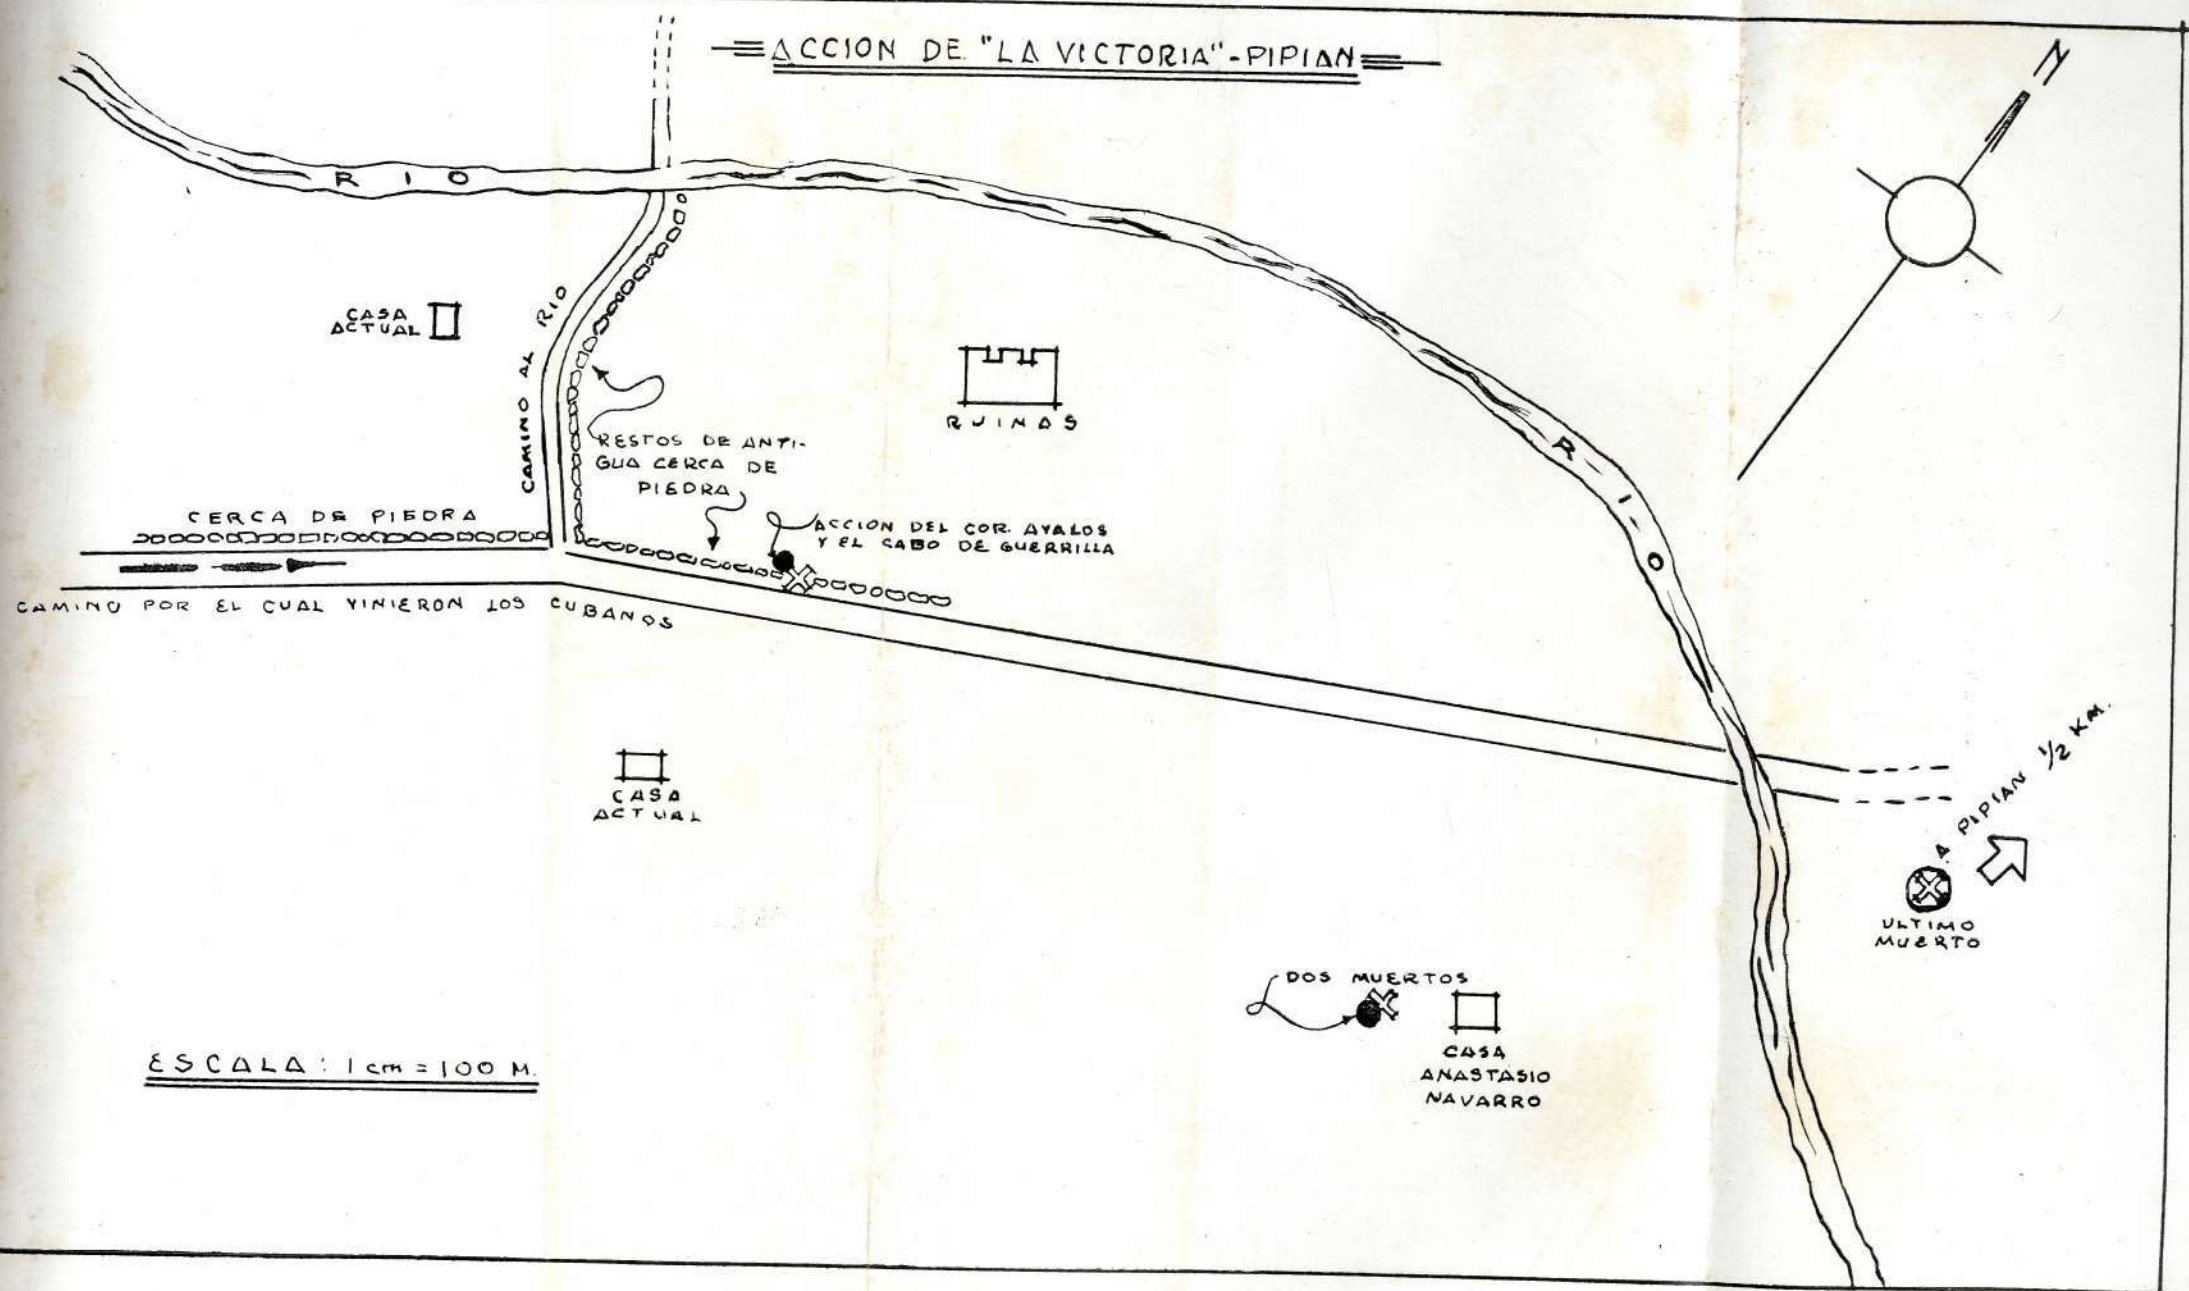 ACCION DE "LA VICTORIA"-PIPIAN
N
RIO
CASA
ACTUAL
CAMINO AL RIO
RUINAS
RESTOS DE ANTI-
GUA CERCA DE
PIEDRA
CERCA DE PIEDRA
ACCION DEL COR. AVALOS
Y EL CABO DE GUERRILLA
RIO
CAMINO POR EL CUAL VINIERON LOS CUBANOS
CASA
ACTUAL
A PIPIAN 1/2 KM.
ULTIMO
MUERTO
DOS MUERTOS
CASA
ANASTASIO
NAVARRO
ESCALA: 1 cm = 100 M.